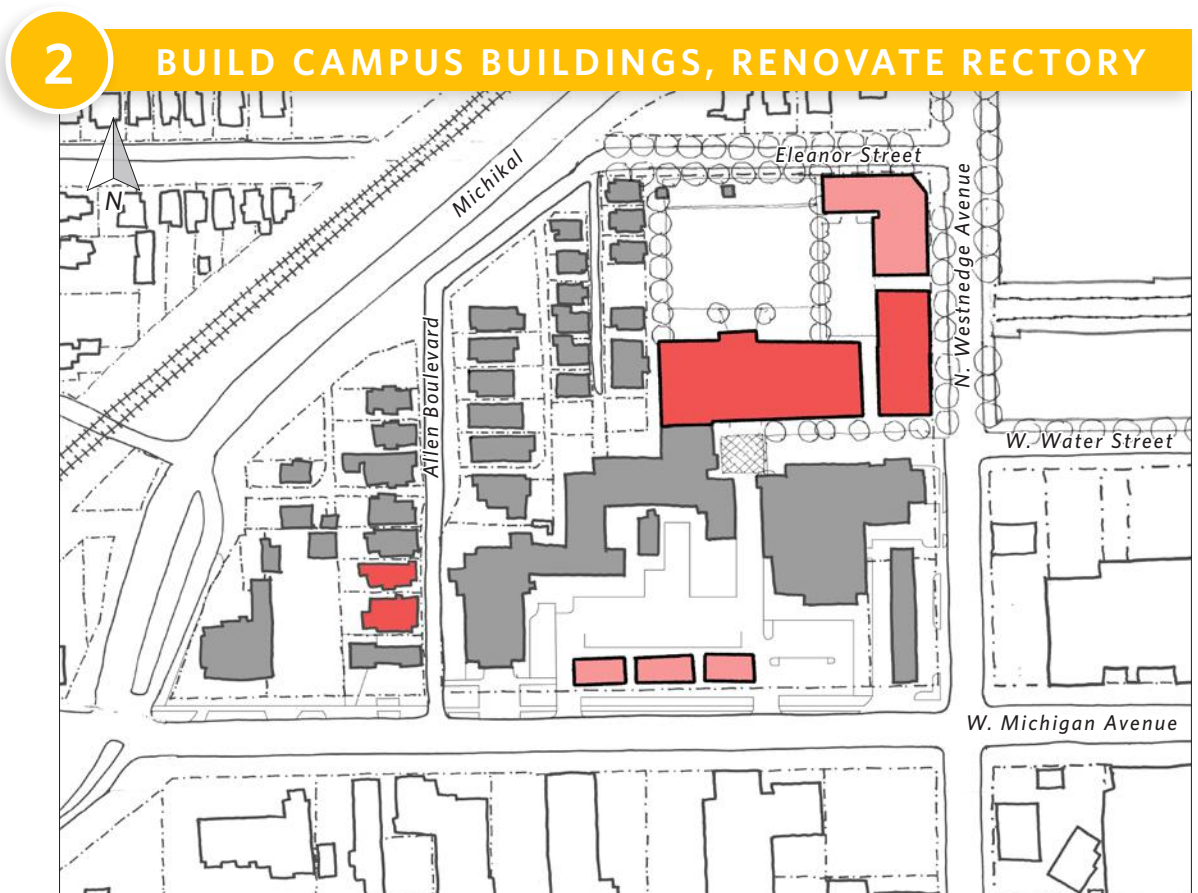 2
BUILD CAMPUS BUILDINGS, RENOVATE RECTORY
N
Michikal
Eleanor Street
N. Westnedge Avenue
Allen Boulevard
W. Water Street
W. Michigan Avenue